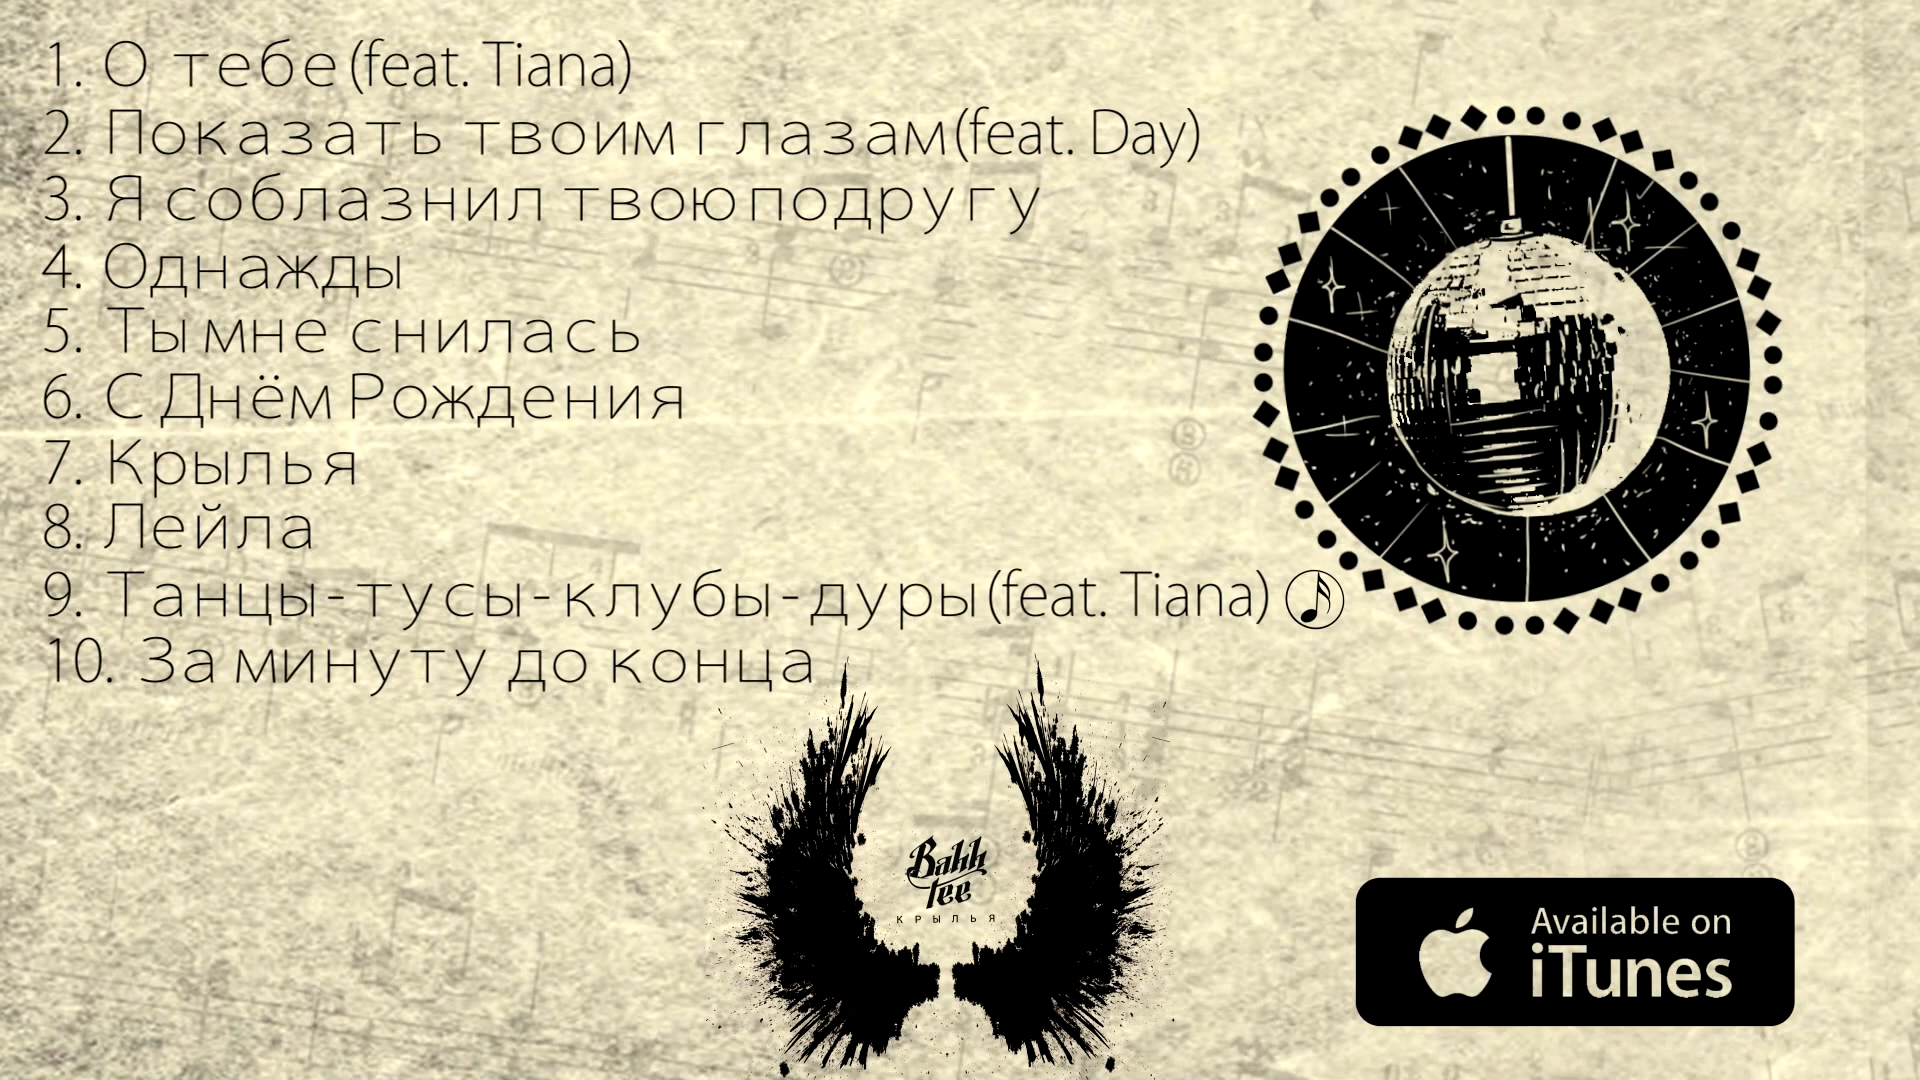 1. О тебе (feat. Tiana)
2. Показать твоим глазам (feat. Day)
3. Я соблазнил твою подругу
4. Однажды
5. Ты мне снилась
6. С Днём Рождения
7. Крылья
8. Лейла
9. Танцы-тусы-клубы-дуры (feat. Tiana)
10. За минуту до конца
Bahh
tee
КРЫЛЬЯ
Available on
iTunes